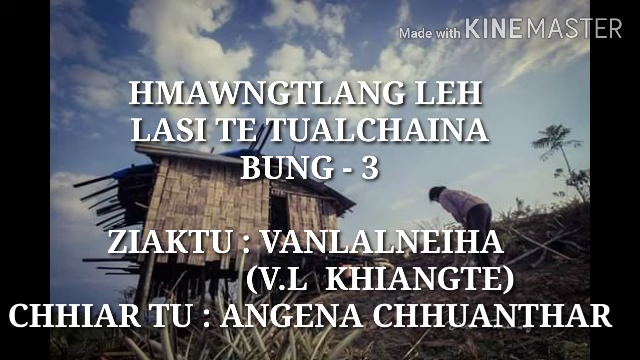 Made with KINEMASTER
HMAWNGTLANG LEH
LASI TE TUALCHAINA
BUNG - 3
ZIAKTU : VANLALNEIHA
(V.L KHIANGTE)
CHHIAR TU : ANGENA CHHUANTHAR